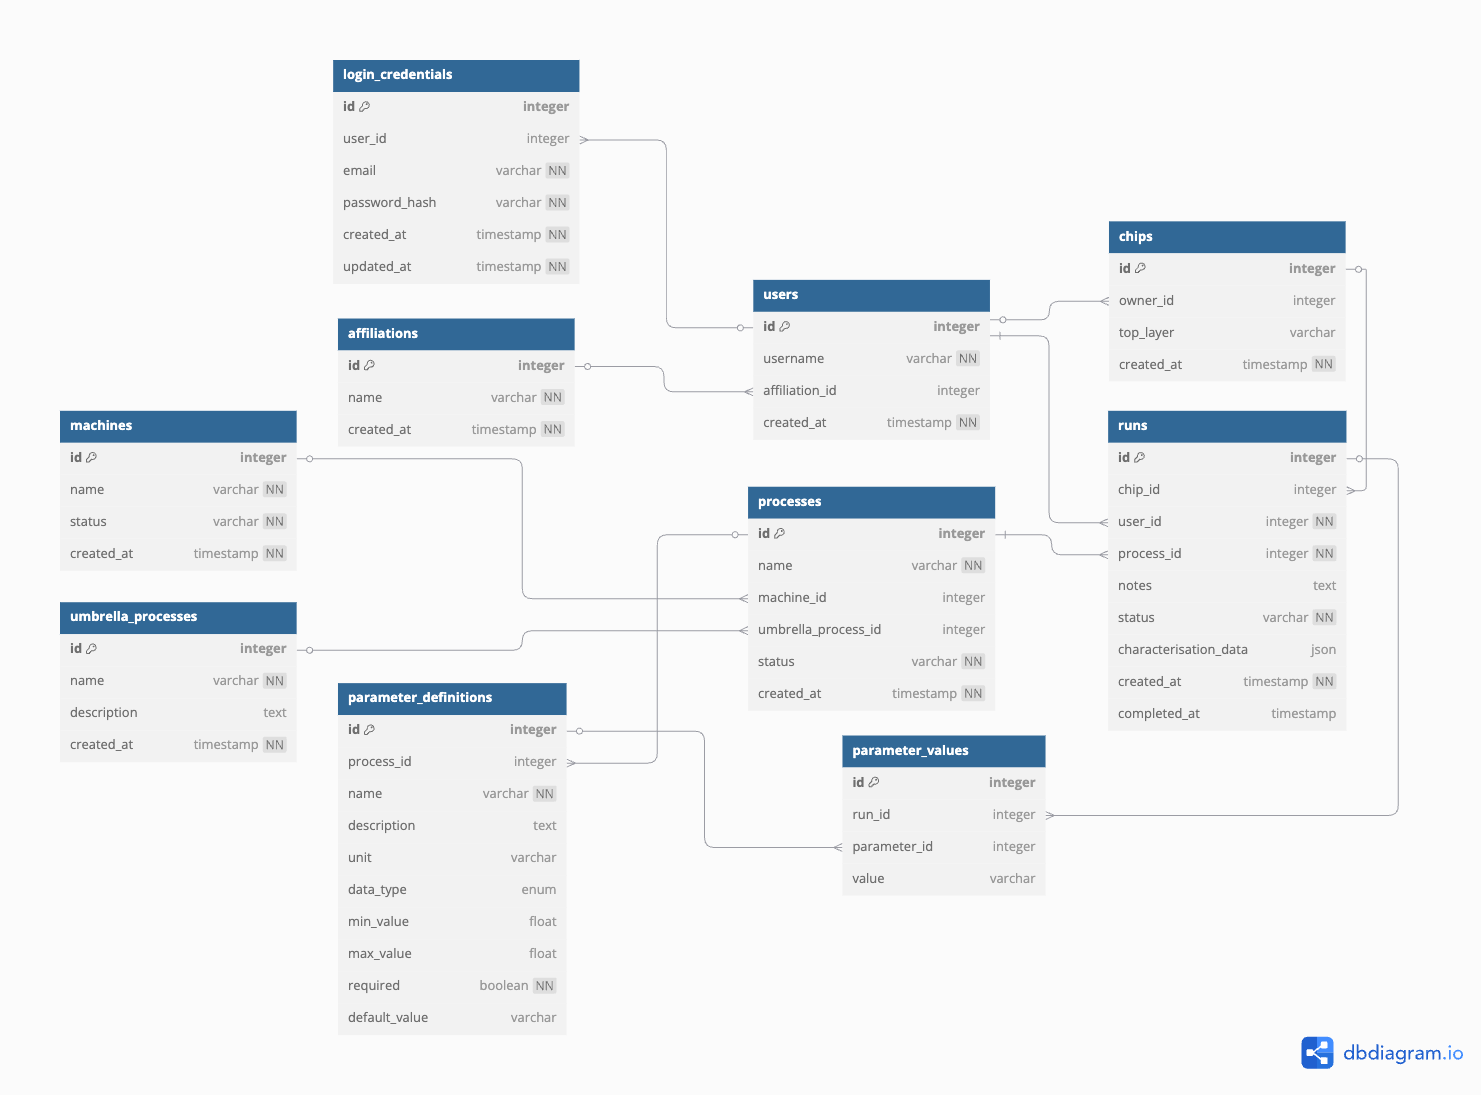 login_credentials
id integer
user_id integer
email varchar NN
password_hash varchar NN
created_at timestamp NN
updated_at timestamp NN
affiliations
id integer
name varchar NN
created_at timestamp NN
machines
id integer
name varchar NN
status varchar NN
created_at timestamp NN
umbrella_processes
id integer
name varchar NN
description text
created_at timestamp NN
parameter_definitions
id integer
process_id integer
name varchar NN
description text
unit varchar
data_type enum
min_value float
max_value float
required boolean NN
default_value varchar
users
id integer
username varchar NN
affiliation_id integer
created_at timestamp NN
processes
id integer
name varchar NN
machine_id integer
umbrella_process_id integer
status varchar NN
created_at timestamp NN
parameter_values
id integer
run_id integer
parameter_id integer
value varchar
chips
id integer
owner_id integer
top_layer varchar
created_at timestamp NN
runs
id integer
chip_id integer
user_id integer NN
process_id integer NN
notes text
status varchar NN
characterisation_data json
created_at timestamp NN
completed_at timestamp
dbdiagram.io